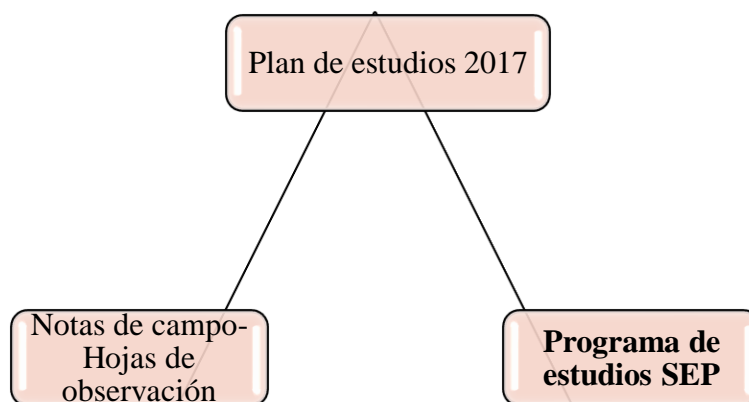 Plan de estudios 2017
Notas de campo-
Hojas de
observación
Programa de
estudios SEP